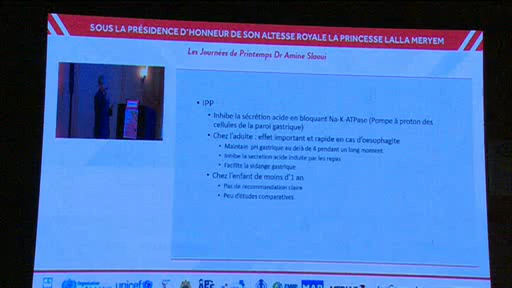 SOUS LA PRÉSIDENCE D'HONNEUR DE SON ALTESSE ROYALE LA PRINCESSE LALLA MERYEM
Les Journées de Printemps Dr Amine Slaoui
• IPP
• Inhibe la sécrétion acide en bloquant Na-K-ATPase (Pompe à proton des
cellules de la paroi gastrique)
• Chez l'adulte : effet important et rapide en cas d'oesophagite
• Maintain pH gastrique au delà de 4 pendant un long moment.
• Inhibe la secretion acide induite par les repas
• Facilite la vidange gastrique
• Chez l'enfant de moins d'1 an
• Pas de recommandation claire
• Peu d'études comparatives
unicef
MAP